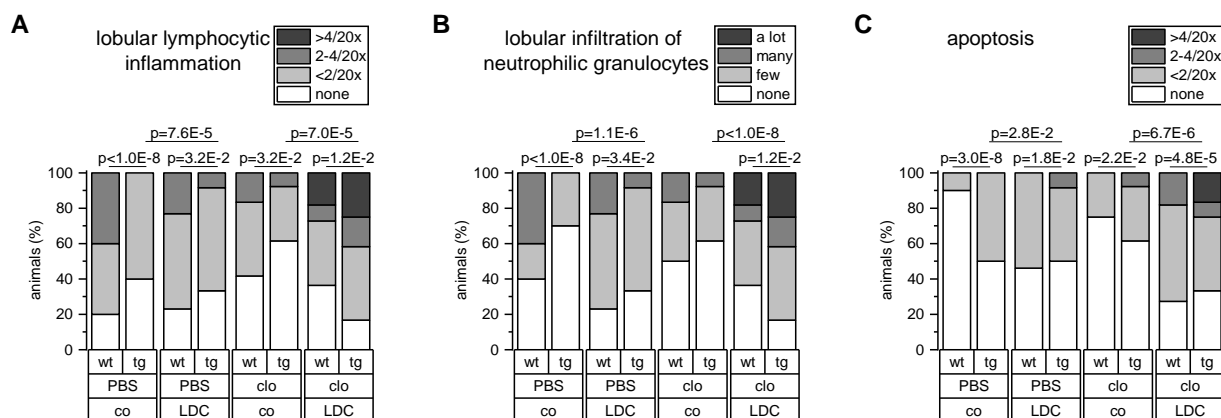 A
lobular lymphocytic
inflammation
>4/20x
2-4/20x
<2/20x
none
p=7.6E-5
p=7.0E-5
p<1.0E-8
p=3.2E-2
p=3.2E-2
p=1.2E-2
100
80
60
40
20
0
animals (%)
wt tg wt tg wt tg wt tg
PBS PBS clo clo
co LDC co LDC
B
lobular infiltration of
neutrophilic granulocytes
a lot
many
few
none
p=1.1E-6
p<1.0E-8
p<1.0E-8
p=3.4E-2
p=1.2E-2
100
80
60
40
20
0
animals (%)
wt tg wt tg wt tg wt tg
PBS PBS clo clo
co LDC co LDC
C
apoptosis
>4/20x
2-4/20x
<2/20x
none
p=2.8E-2
p=6.7E-6
p=3.0E-8
p=1.8E-2
p=2.2E-2
p=4.8E-5
100
80
60
40
20
0
animals (%)
wt tg wt tg wt tg wt tg
PBS PBS clo clo
co LDC co LDC